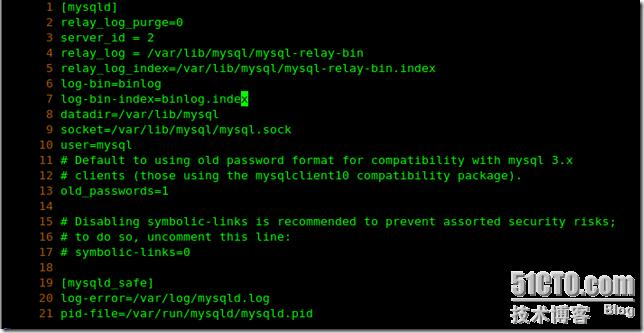 1 [mysqld]
2 relay_log_purge=0
3 server_id = 2
4 relay_log = /var/lib/mysql/mysql-relay-bin
5 relay_log_index=/var/lib/mysql/mysql-relay-bin.index
6 log-bin=binlog
7 log-bin-index=binlog.index
8 datadir=/var/lib/mysql
9 socket=/var/lib/mysql/mysql.sock
10 user=mysql
11 # Default to using old password format for compatibility with mysql 3.x
12 # clients (those using the mysqlclient10 compatibility package).
13 old_passwords=1
14
15 # Disabling symbolic-links is recommended to prevent assorted security risks;
16 # to do so, uncomment this line:
17 # symbolic-links=0
18
19 [mysqld_safe]
20 log-error=/var/log/mysqld.log
21 pid-file=/var/run/mysqld/mysqld.pid
51CTO.com
技术博客 Blog